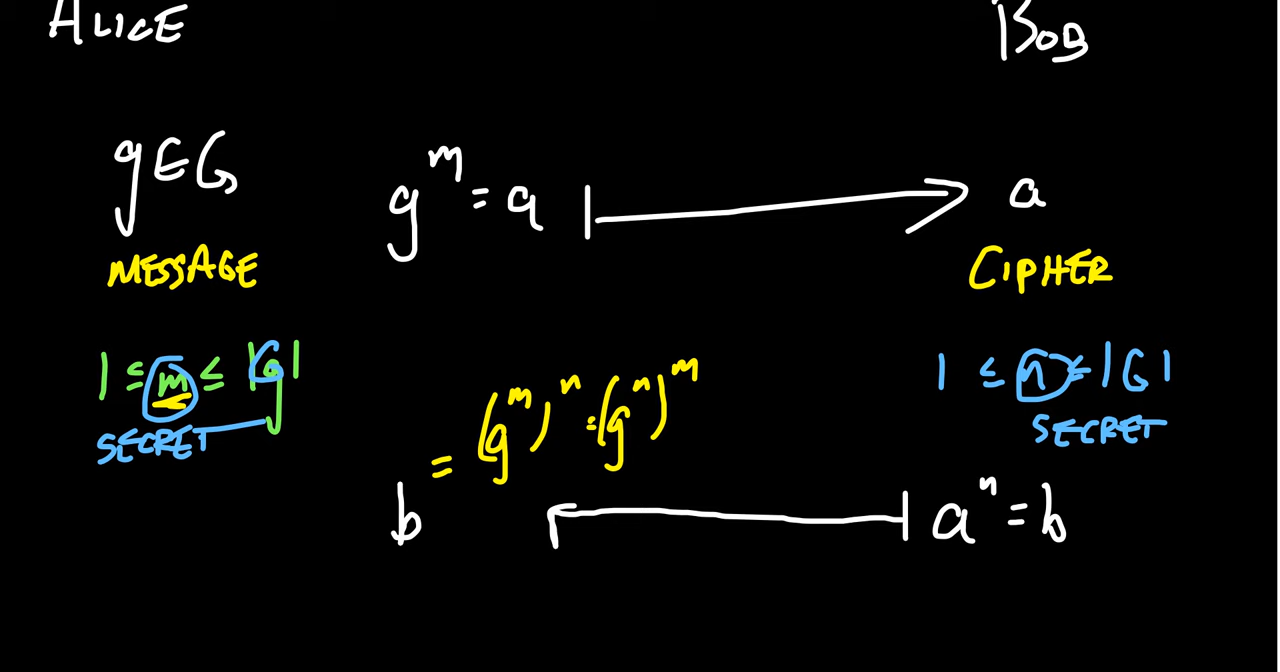 ALICE BOB
g∈G g^m = a a
MESSAGE CIPHER
1 ≤ m ≤ |G| 1 ≤ n ≤ |G|
SECRET SECRET
b = (g^m)^n = (g^n)^m a^n = b